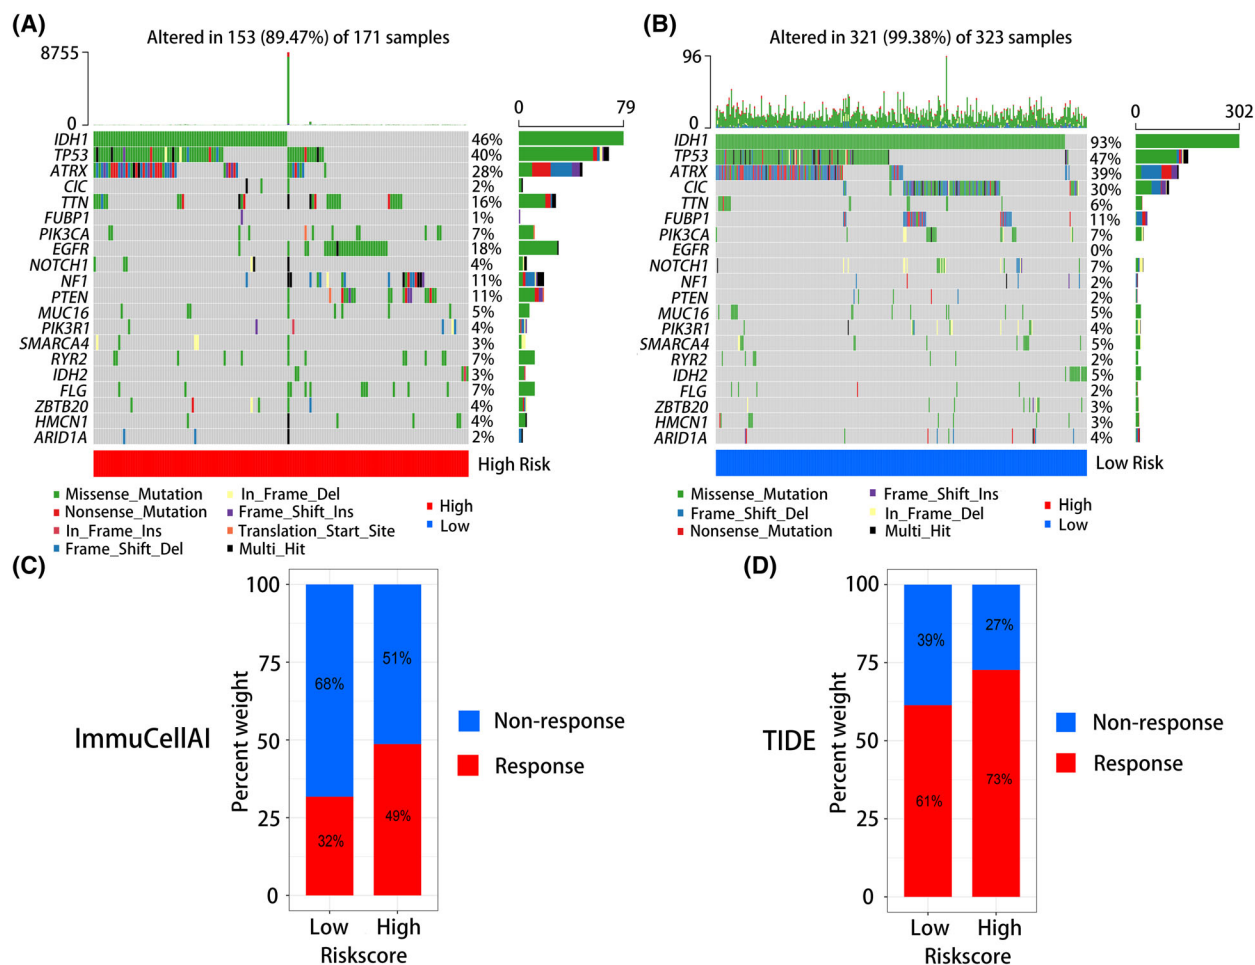 (A)
Altered in 153 (89.47%) of 171 samples
8755
0
0 79
IDH1 46%
TP53 40%
ATRX 28%
CIC 2%
TTN 16%
FUBP1 1%
PIK3CA 7%
EGFR 18%
NOTCH1 4%
NF1 11%
PTEN 11%
MUC16 5%
PIK3R1 4%
SMARCA4 3%
RYR2 7%
IDH2 3%
FLG 7%
ZBTB20 4%
HMCN1 4%
ARID1A 2%
High Risk
Missense_Mutation
Nonsense_Mutation
In_Frame_Ins
Frame_Shift_Del
In_Frame_Del
Frame_Shift_Ins
Translation_Start_Site
Multi_Hit
High
Low
(B)
Altered in 321 (99.38%) of 323 samples
96
0
0 302
IDH1 93%
TP53 47%
ATRX 39%
CIC 30%
TTN 6%
FUBP1 11%
PIK3CA 7%
EGFR 0%
NOTCH1 7%
NF1 2%
PTEN 2%
MUC16 5%
PIK3R1 4%
SMARCA4 5%
RYR2 2%
IDH2 5%
FLG 2%
ZBTB20 3%
HMCN1 3%
ARID1A 4%
Low Risk
Missense_Mutation
Frame_Shift_Del
Nonsense_Mutation
Frame_Shift_Ins
In_Frame_Del
Multi_Hit
High
Low
(C)
ImmuCellAI
Percent weight
100
75
50
25
0
68%
32%
51%
49%
Low High
Riskscore
Non-response
Response
(D)
TIDE
Percent weight
100
75
50
25
0
39%
61%
27%
73%
Low High
Riskscore
Non-response
Response